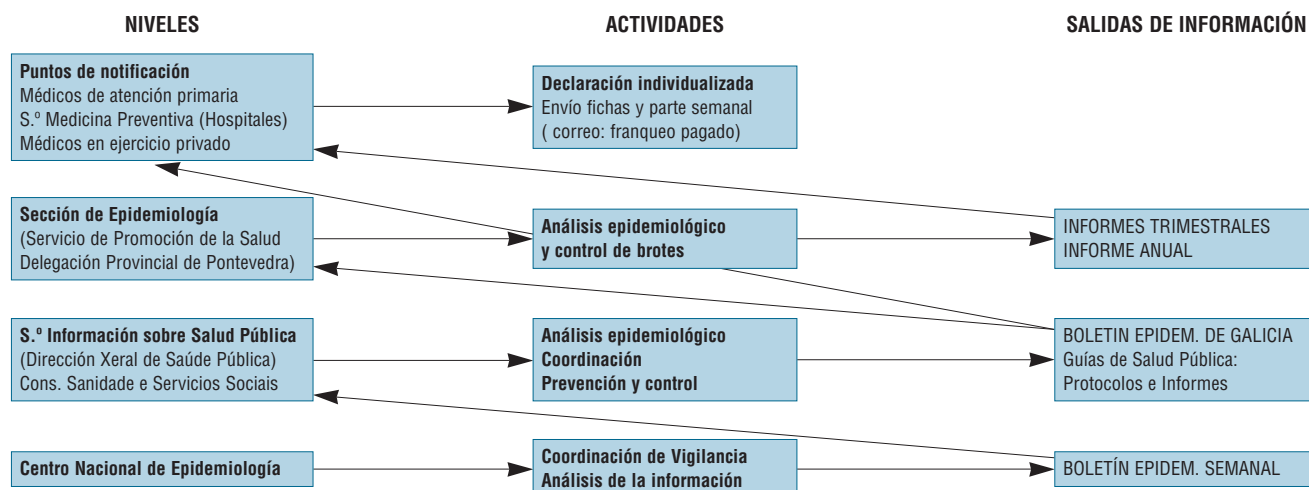 NIVELES
ACTIVIDADES
SALIDAS DE INFORMACIÓN
Puntos de notificación
Médicos de atención primaria
S.º Medicina Preventiva (Hospitales)
Médicos en ejercicio privado
Declaración individualizada
Envío fichas y parte semanal
( correo: franqueo pagado)
Sección de Epidemiología
(Servicio de Promoción de la Salud
Delegación Provincial de Pontevedra)
Análisis epidemiológico
y control de brotes
INFORMES TRIMESTRALES
INFORME ANUAL
S.º Información sobre Salud Pública
(Dirección Xeral de Saúde Pública)
Cons. Sanidade e Servicios Sociais
Análisis epidemiológico
Coordinación
Prevención y control
BOLETIN EPIDEM. DE GALICIA
Guías de Salud Pública:
Protocolos e Informes
Centro Nacional de Epidemiología
Coordinación de Vigilancia
Análisis de la información
BOLETÍN EPIDEM. SEMANAL